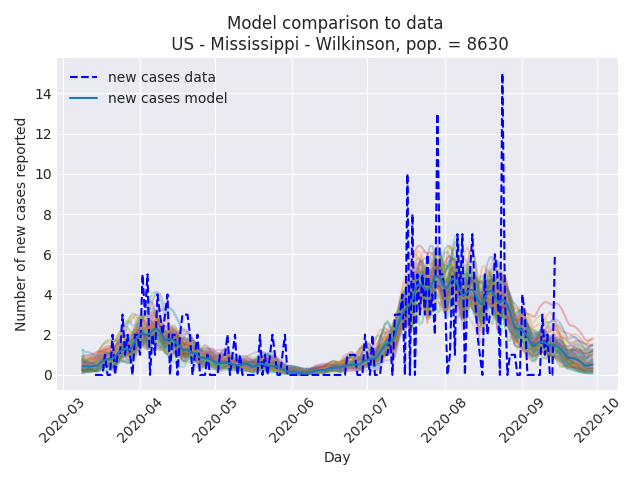 Model comparison to data
US - Mississippi - Wilkinson, pop. = 8630
new cases data
new cases model
Number of new cases reported
14
12
10
8
6
4
2
0
2020-03
2020-04
2020-05
2020-06
2020-07
2020-08
2020-09
2020-10
Day